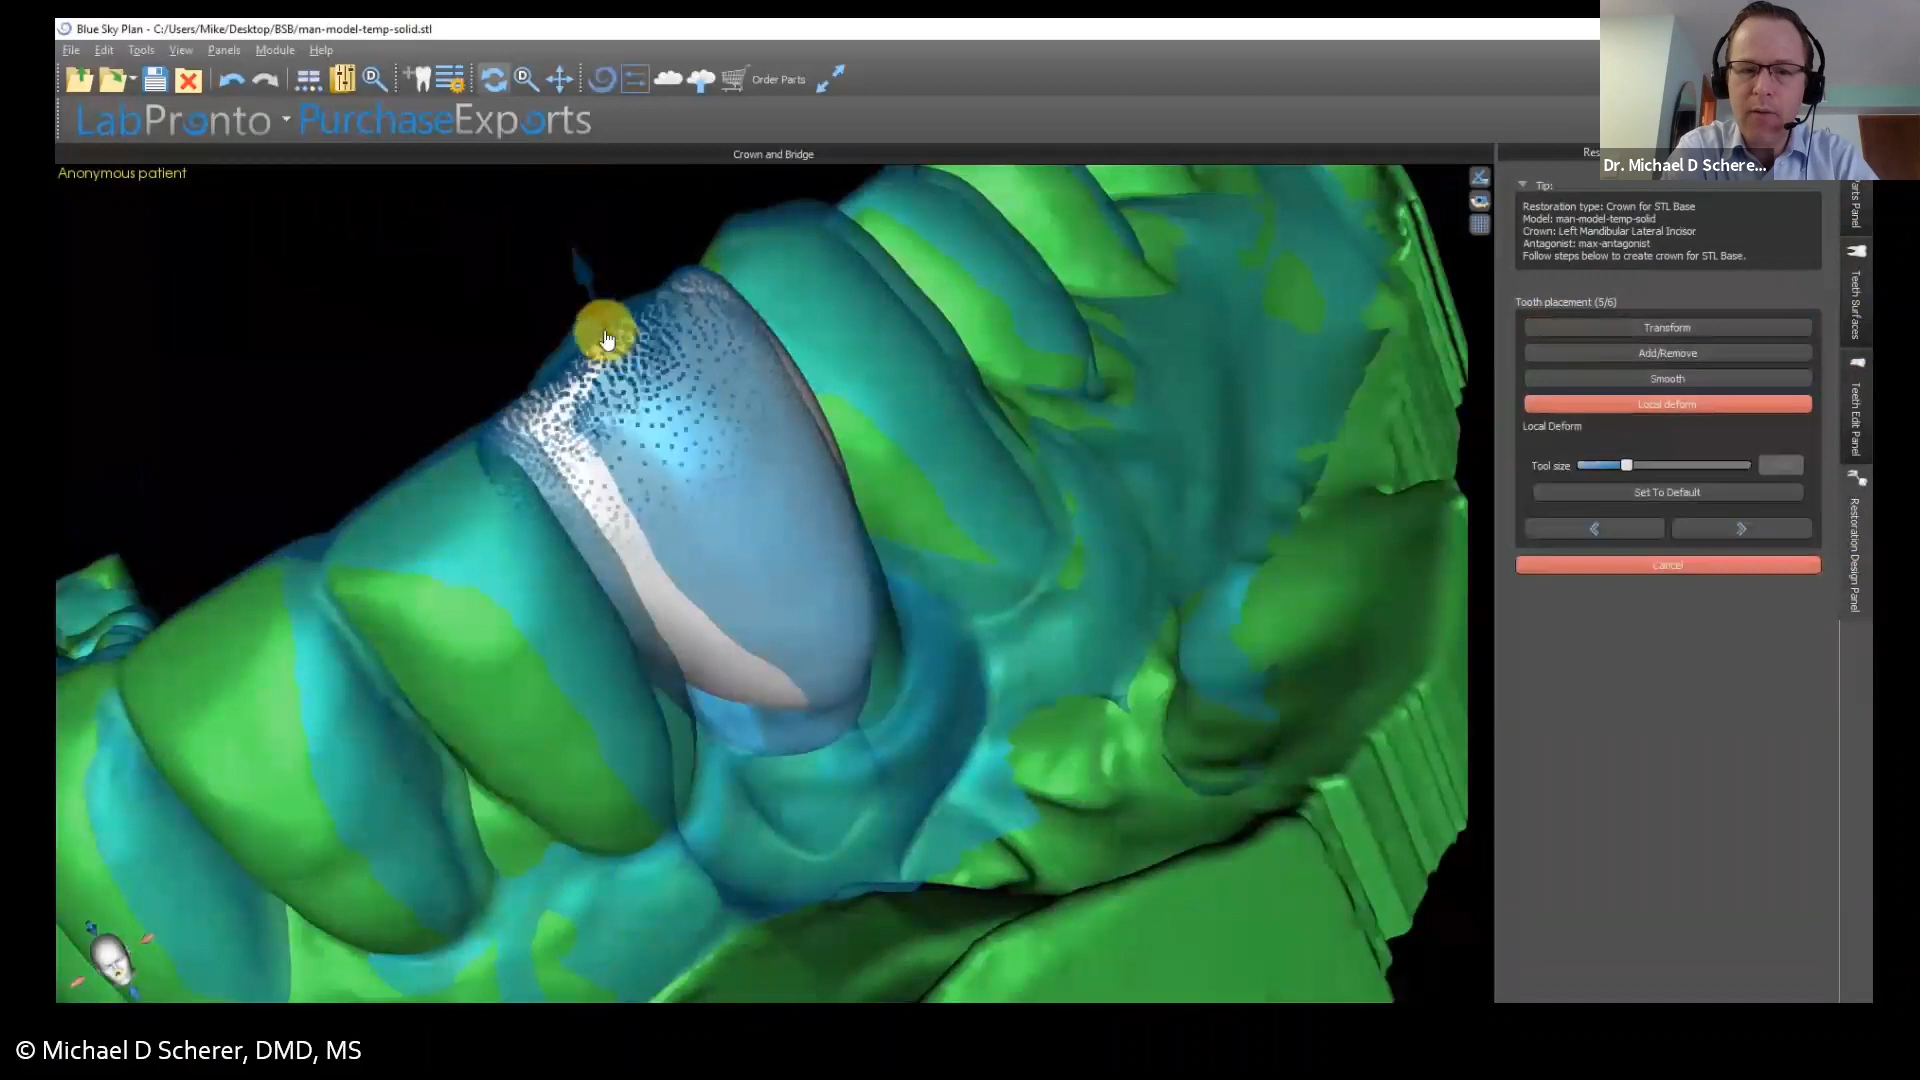 Blue Sky Plan - C:/Users/Mike/Desktop/BSB/man-model-temp-solid.stl
File Edit Tools View Panels Module Help
D D Order Parts
LabPronto PurchaseExports
Crown and Bridge
Dr. Michael D Schere...
Anonymous patient
Tip:
Restoration type: Crown for STL Base
Model: man-model-temp-solid
Crown: Left Mandibular Lateral Incisor
Antagonist: max-antagonist
Follow steps below to create crown for STL Base.
Tooth placement (5/6)
Transform
Add/Remove
Smooth
Local deform
Local Deform
Tool size
Set To Default
Cancel
Parts Panel
Teeth Surfaces
Teeth Edit Panel
Restoration Design Panel
© Michael D Scherer, DMD, MS